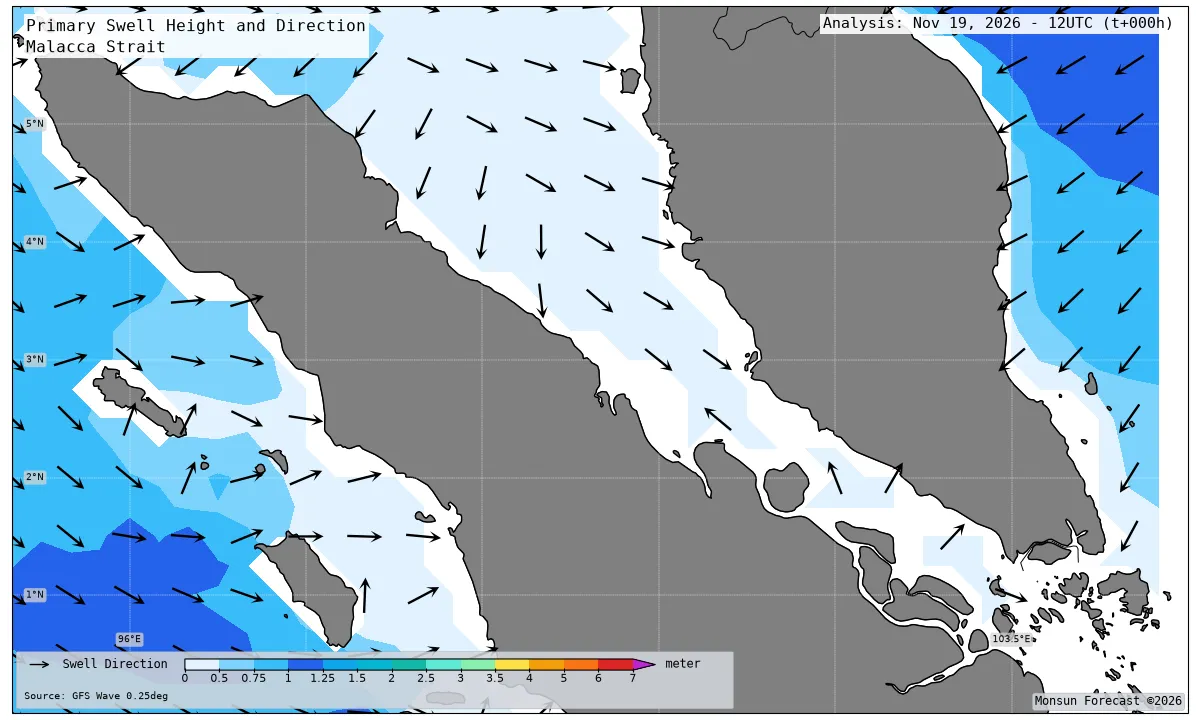 Primary Swell Height and Direction
Malacca Strait
Analysis: Nov 19, 2026 - 12UTC (t+000h)
5°N
4°N
3°N
2°N
1°N
96°E
103.5°E
Swell Direction
meter
0 0.5 0.75 1 1.25 1.5 2 2.5 3 3.5 4 5 6 7
Source: GFS Wave 0.25deg
Monsun Forecast ©2026